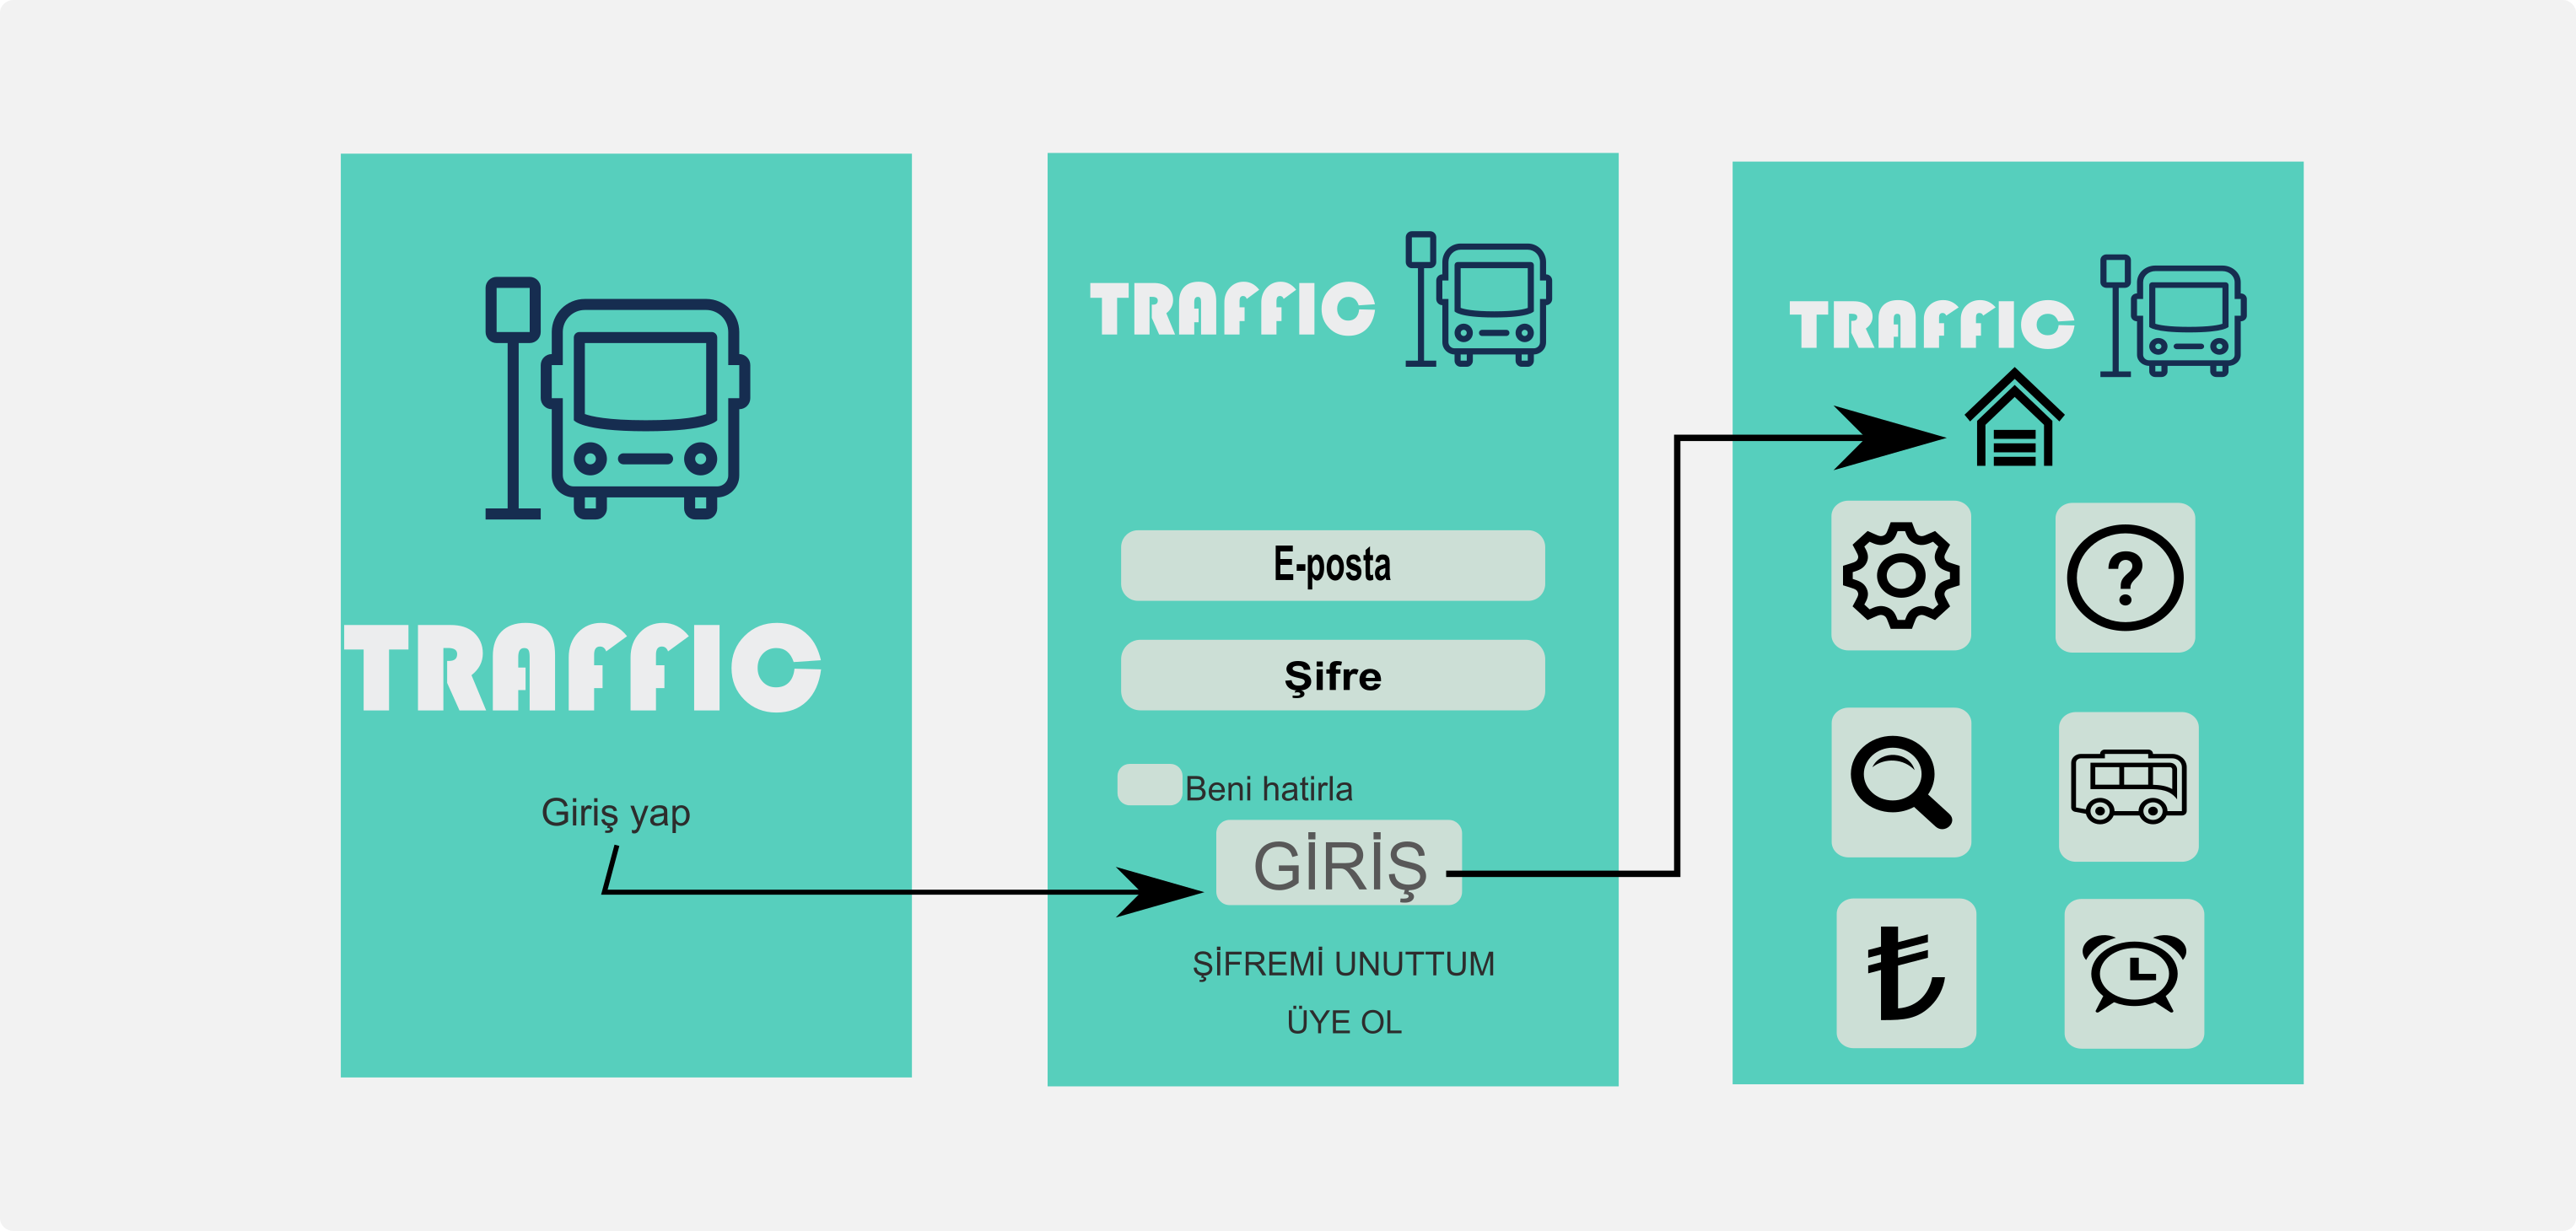 TRAFFIC
Giriş yap
TRAFFIC
E-posta
Şifre
Beni hatirla
GİRİŞ
ŞİFREMİ UNUTTUM
ÜYE OL
TRAFFIC
?
₺